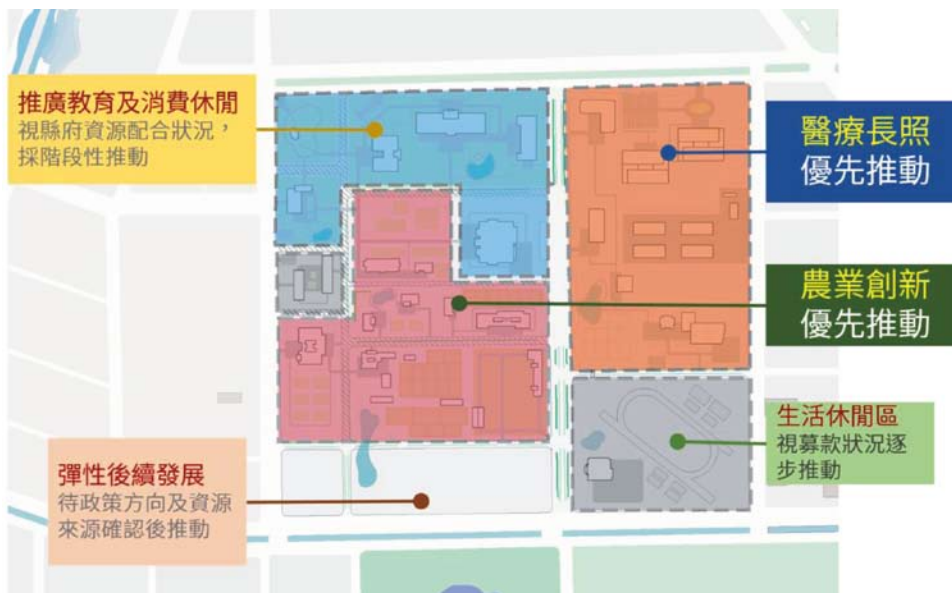 推廣教育及消費休閒
視縣府資源配合狀況，
採階段性推動
醫療長照
優先推動
農業創新
優先推動
生活休閒區
視募款狀況逐
步推動
彈性後續發展
待政策方向及資源
來源確認後推動